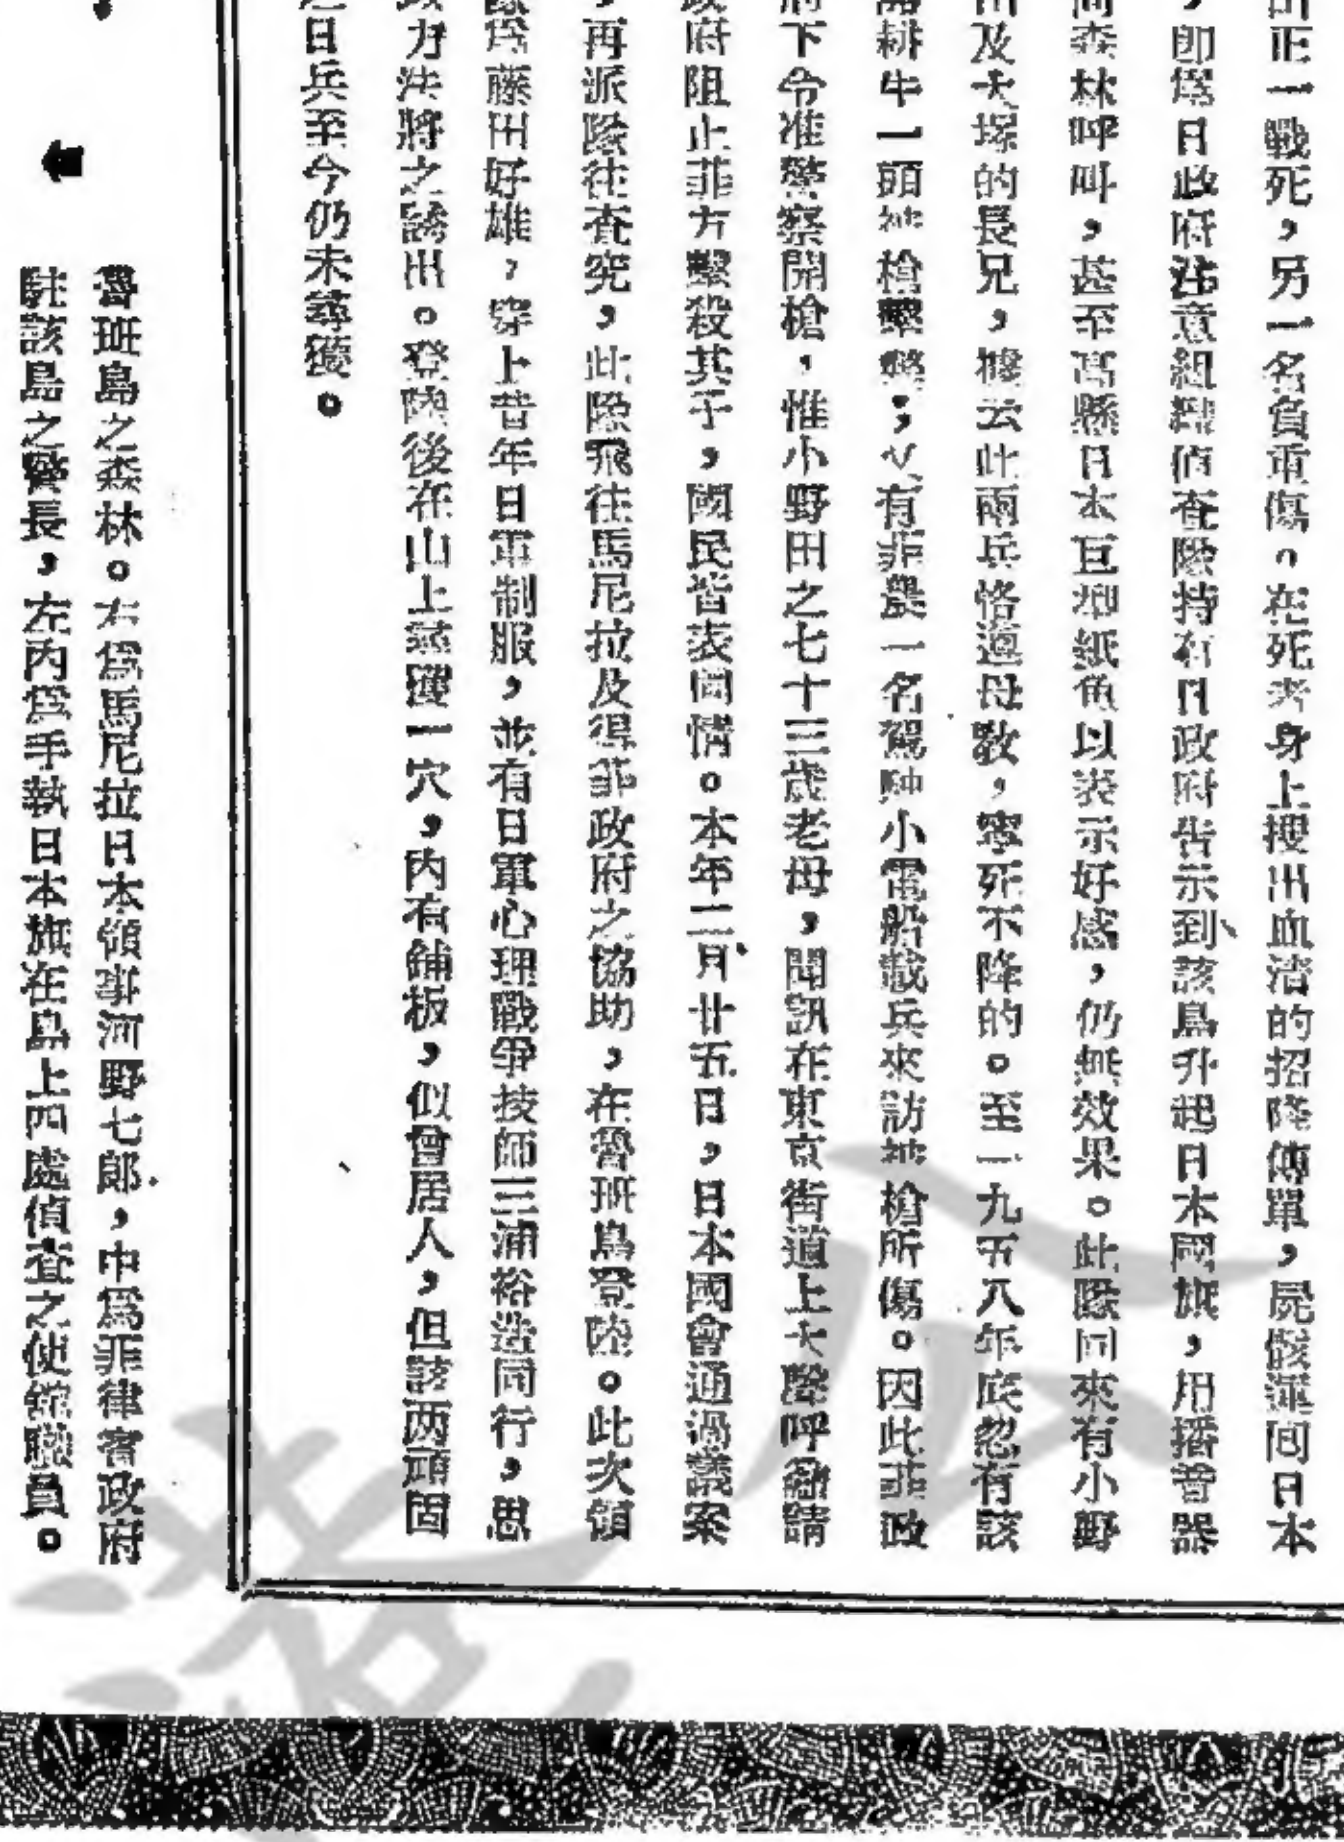 正一戰死，另一名負重傷。在死者身上搜出血漬的招降傳單，屍骸運回日本
，即爲日政府注意組織偵查隊持有日政府告示到該島升起日本國旗，用播音器
向森林呼叫，甚至高縣日本巨型紙魚以表示好感，仍無效果。此隊回來有小野
田及大塚的長兄，據云此兩兵恪遵母教，寧死不降的。至一九五八年底忽有該
耕牛一頭被槍擊斃，又有菲農一名駕駛小電船載兵來訪被槍所傷。因此菲政
府下令准警察開槍，惟小野田之七十三歲老母，聞訊在東京街道上大聲呼籲請
政府阻止菲方擊殺其子，國民皆表同情。本年二月廿五日，日本國會通過議案
，再派隊往查究，此隊飛往馬尼拉及得菲政府之協助，在魯班島登陸。此次領
隊爲藤田好雄，穿上昔年日軍制服，並有日軍心理戰爭技師三浦裕造同行，思
方法將之誘出。登陸後在山上尋獲一穴，內有鋪板，似曾居人，但該两頑固
之日兵至今仍未尋獲。
魯班島之森林。右爲馬尼拉日本領事河野七郎，中爲菲律賓政府
駐該島之警長，左內爲手執日本旗在島上四處偵查之使館職員。